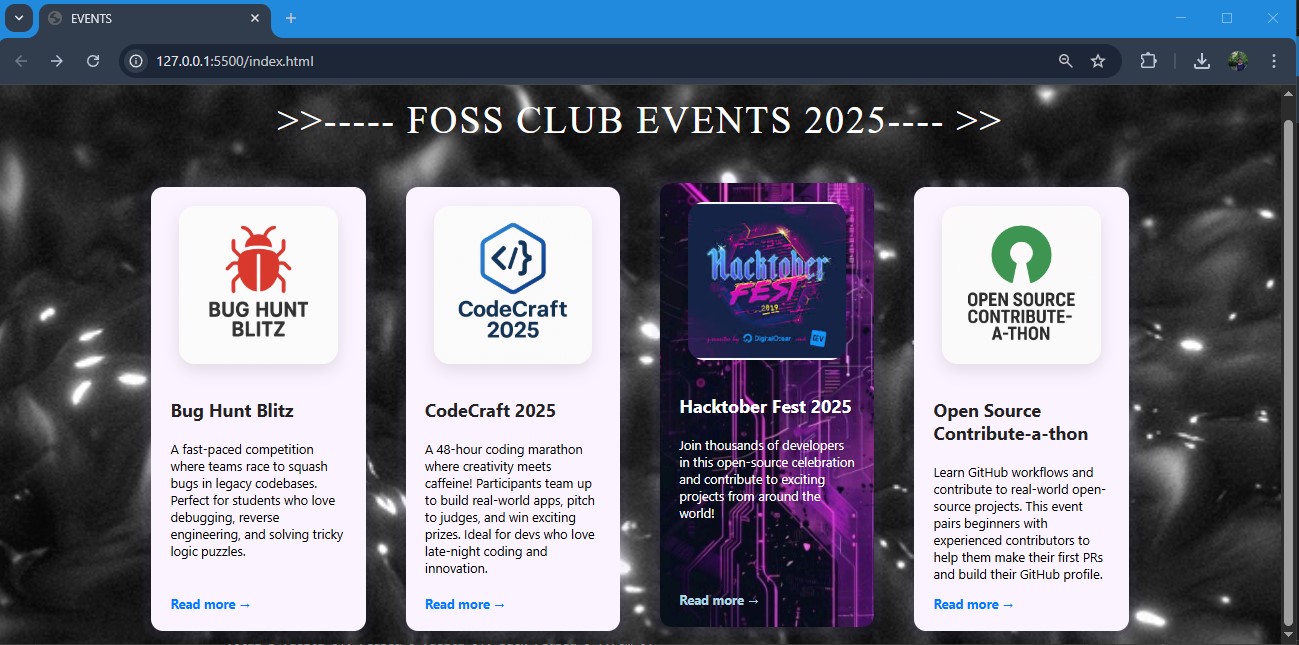 EVENTS
127.0.0.1:5500/index.html
>>----- FOSS CLUB EVENTS 2025---- >>
BUG HUNT
BLITZ
Bug Hunt Blitz
A fast-paced competition
where teams race to squash
bugs in legacy codebases.
Perfect for students who love
debugging, reverse
engineering, and solving tricky
logic puzzles.
Read more →
</>
CodeCraft
2025
CodeCraft 2025
A 48-hour coding marathon
where creativity meets
caffeine! Participants team up
to build real-world apps, pitch
to judges, and win exciting
prizes. Ideal for devs who love
late-night coding and
innovation.
Read more →
Hacktober
FEST
2019
presented by DigitalOcean and DEV
Hacktober Fest 2025
Join thousands of developers
in this open-source celebration
and contribute to exciting
projects from around the
world!
Read more →
OPEN SOURCE
CONTRIBUTE-
A-THON
Open Source
Contribute-a-thon
Learn GitHub workflows and
contribute to real-world open-
source projects. This event
pairs beginners with
experienced contributors to
help them make their first PRs
and build their GitHub profile.
Read more →